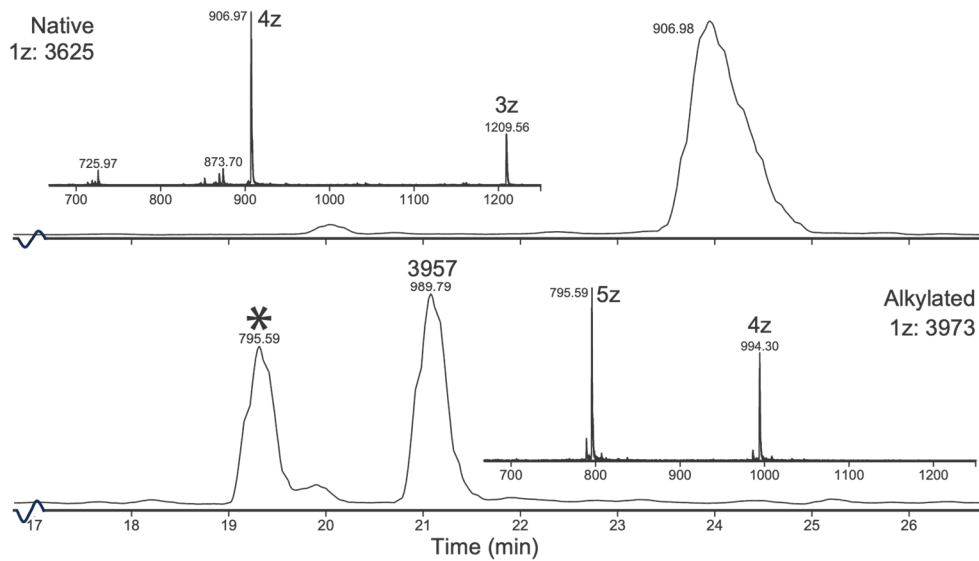 Native
1z: 3625
906.97 4z
3z
1209.56
725.97
873.70
700 800 900 1000 1100 1200
906.98
3957
989.79
*
795.59
795.59 5z
4z
994.30
Alkylated
1z: 3973
700 800 900 1000 1100 1200
17 18 19 20 21 22 23 24 25 26
Time (min)